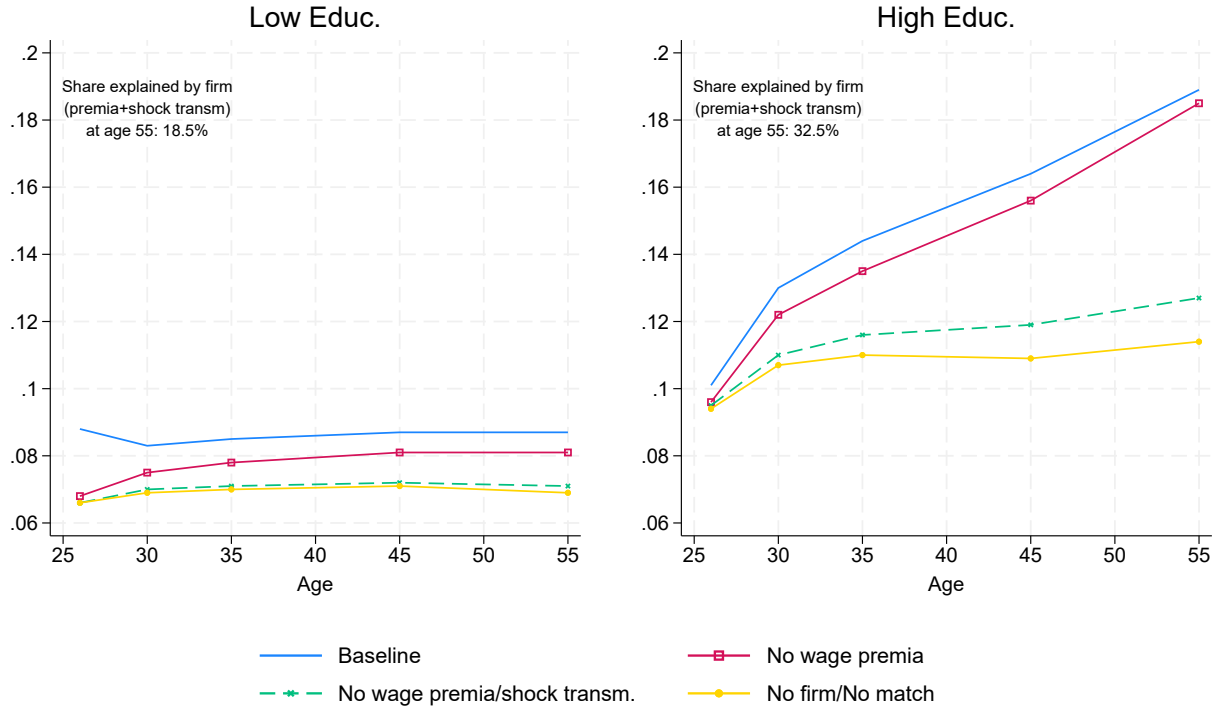 Low Educ.
.2
.18
.16
.14
.12
.1
.08
.06
Share explained by firm
(premia+shock transm)
at age 55: 18.5%
25 30 35 40 45 50 55
Age
High Educ.
.2
.18
.16
.14
.12
.1
.08
.06
Share explained by firm
(premia+shock transm)
at age 55: 32.5%
25 30 35 40 45 50 55
Age
Baseline
No wage premia
No wage premia/shock transm.
No firm/No match